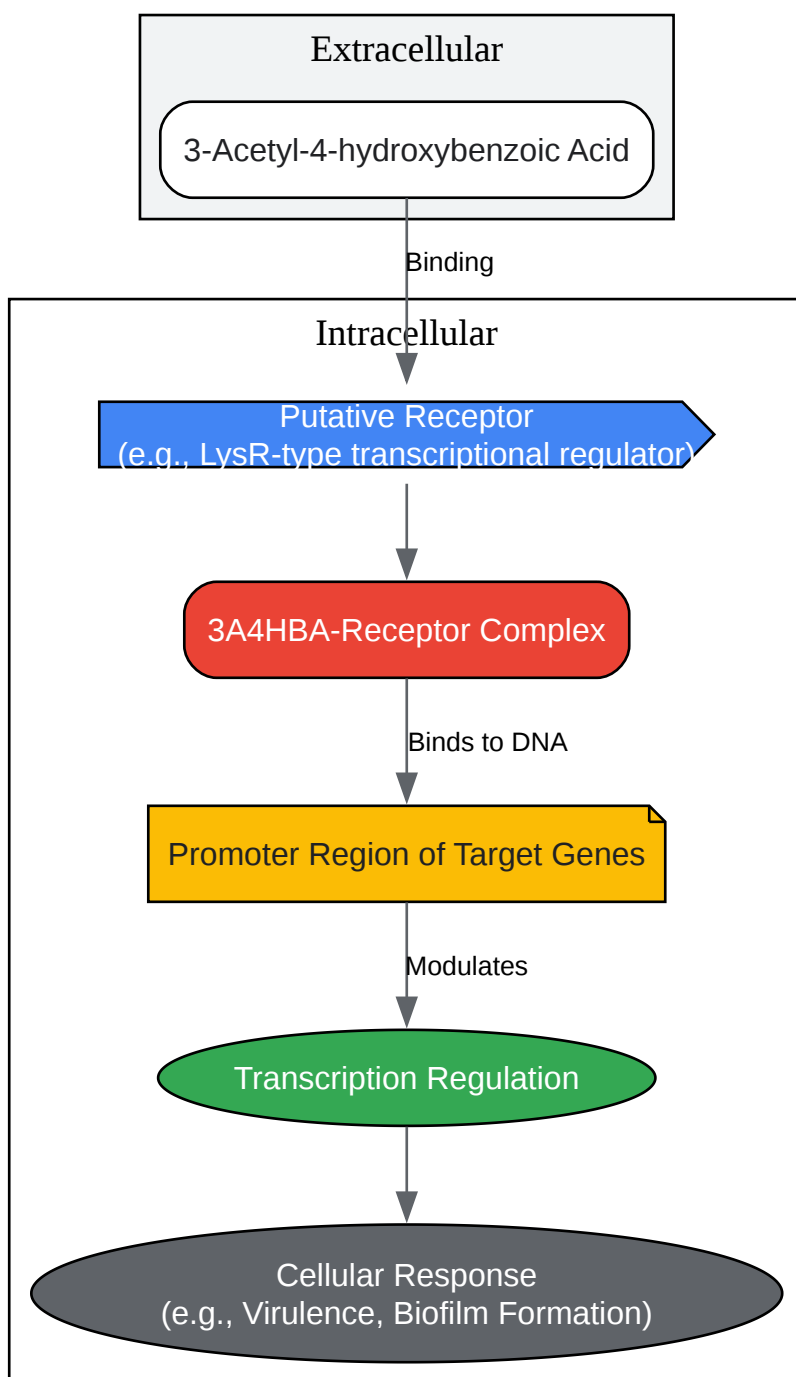 Extracellular
3-Acetyl-4-hydroxybenzoic Acid
Binding
Intracellular
Putative Receptor
(e.g., LysR-type transcriptional regulator)
3A4HBA-Receptor Complex
Binds to DNA
Promoter Region of Target Genes
Modulates
Transcription Regulation
Cellular Response
(e.g., Virulence, Biofilm Formation)